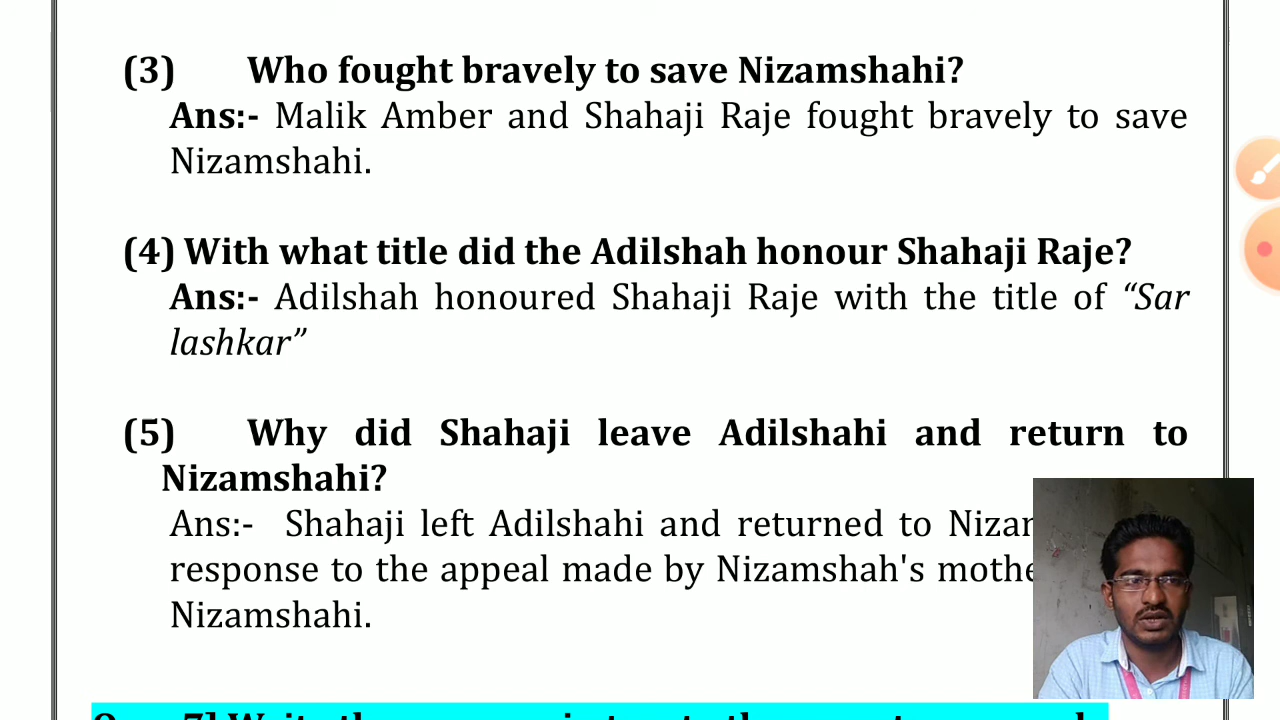 (3) Who fought bravely to save Nizamshahi?
Ans:- Malik Amber and Shahaji Raje fought bravely to save
Nizamshahi.
(4) With what title did the Adilshah honour Shahaji Raje?
Ans:- Adilshah honoured Shahaji Raje with the title of “Sar
lashkar”
(5) Why did Shahaji leave Adilshahi and return to
Nizamshahi?
Ans:- Shahaji left Adilshahi and returned to
response to the appeal made by Nizamshah's
Nizamshahi.